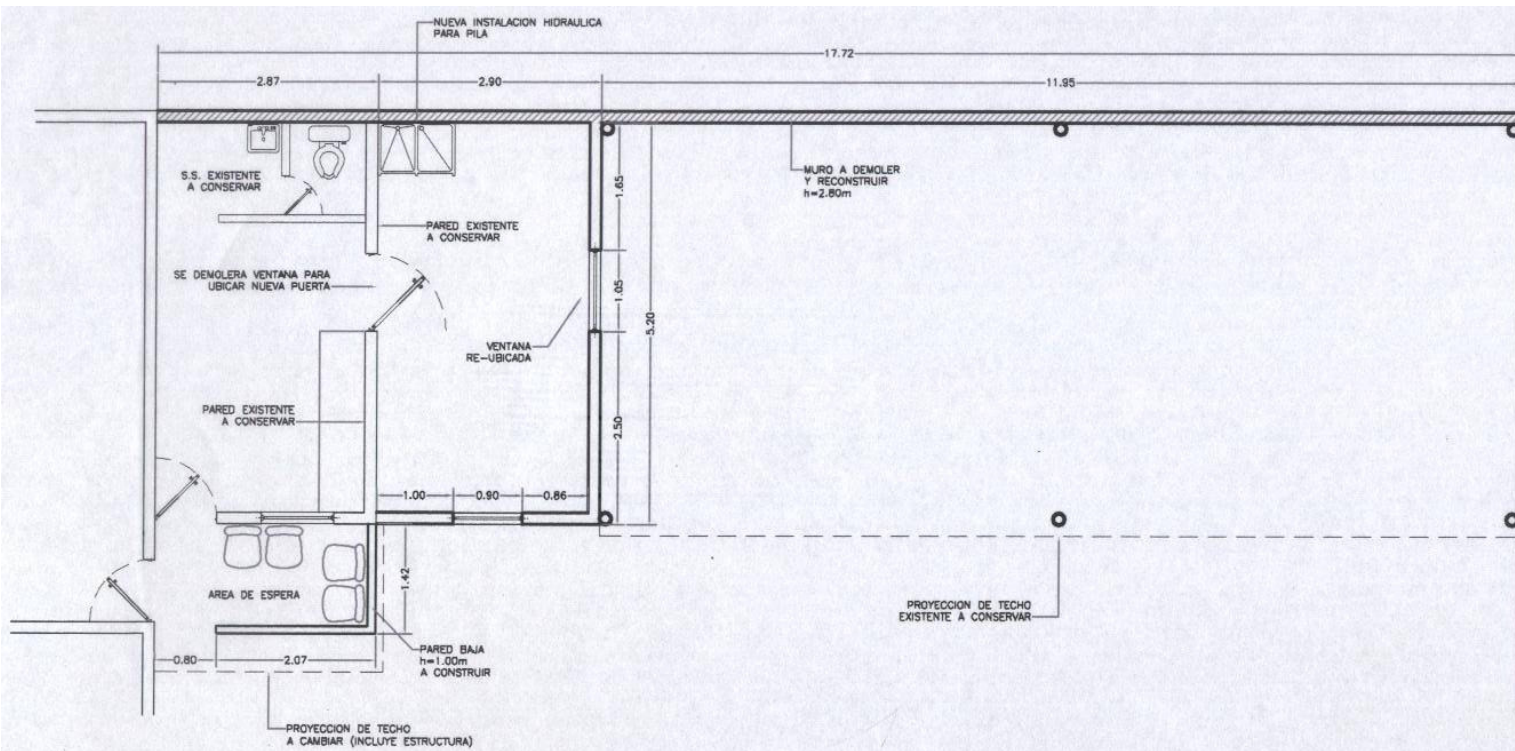 NUEVA INSTALACION HIDRAULICA
PARA PILA
17.72
2.87
2.90
11.95
S.S. EXISTENTE
A CONSERVAR
MURO A DEMOLER
Y RECONSTRUIR
h=2.80m
1.65
PARED EXISTENTE
A CONSERVAR
SE DEMOLERA VENTANA PARA
UBICAR NUEVA PUERTA
1.05
5.20
VENTANA
RE-UBICADA
PARED EXISTENTE
A CONSERVAR
2.50
1.00
0.90
0.86
1.42
AREA DE ESPERA
PROYECCION DE TECHO
EXISTENTE A CONSERVAR
PARED BAJA
h=1.00m
A CONSTRUIR
0.80
2.07
PROYECCION DE TECHO
A CAMBIAR (INCLUYE ESTRUCTURA)